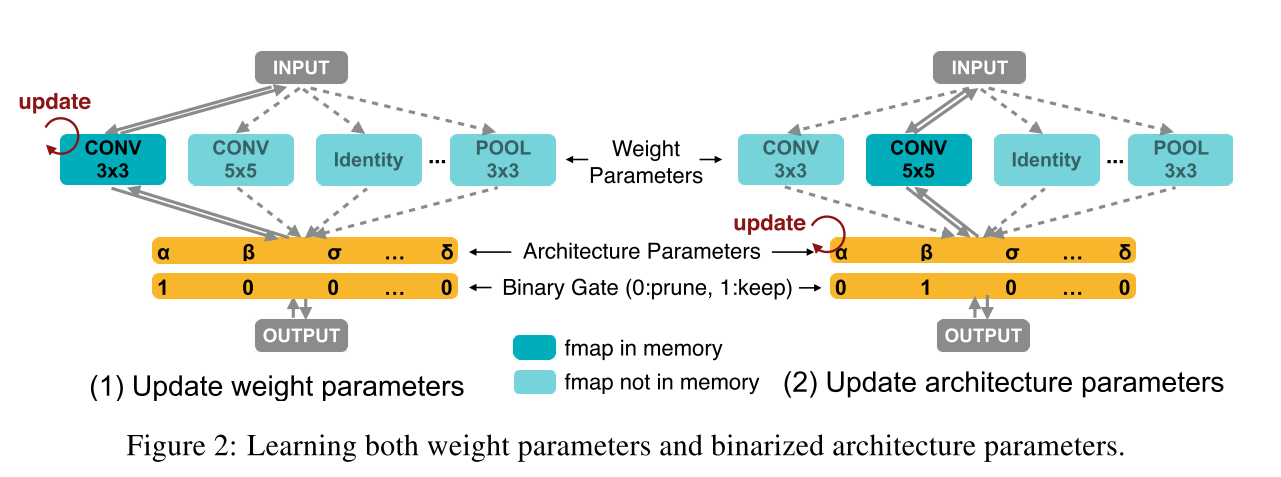 INPUT
update
CONV
3x3
CONV
5x5
Identity
...
POOL
3x3
α β σ ... δ
1 0 0 ... 0
OUTPUT
(1) Update weight parameters
Weight
Parameters
Architecture Parameters
Binary Gate (0:prune, 1:keep)
fmap in memory
fmap not in memory
INPUT
CONV
3x3
CONV
5x5
Identity
...
POOL
3x3
update
α β σ ... δ
0 1 0 ... 0
OUTPUT
(2) Update architecture parameters
Figure 2: Learning both weight parameters and binarized architecture parameters.